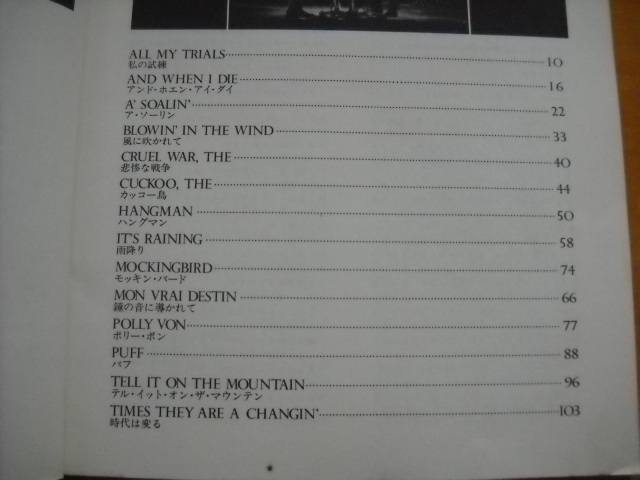 ALL MY TRIALS 10
私の試練
AND WHEN I DIE 16
アンド・ホエン・アイ・ダイ
A' SOALIN' 22
ア・ソーリン
BLOWIN' IN THE WIND 33
風に吹かれて
CRUEL WAR, THE 40
悲惨な戦争
CUCKOO, THE 44
カッコー鳥
HANGMAN 50
ハングマン
IT'S RAINING 58
雨降り
MOCKINGBIRD 74
モッキン・バード
MON VRAI DESTIN 66
鐘の音に導かれて
POLLY VON 77
ポリー・ボン
PUFF 88
パフ
TELL IT ON THE MOUNTAIN 96
テル・イット・オン・ザ・マウンテン
TIMES THEY ARE A CHANGIN' 103
時代は変る